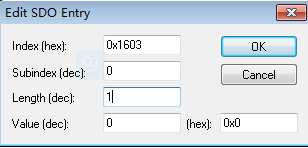 Edit SDO Entry
Index (hex): 0x1603 OK
Subindex (dec): 0 Cancel
Length (dec): 1
Value (dec): 0 (hex): 0x0